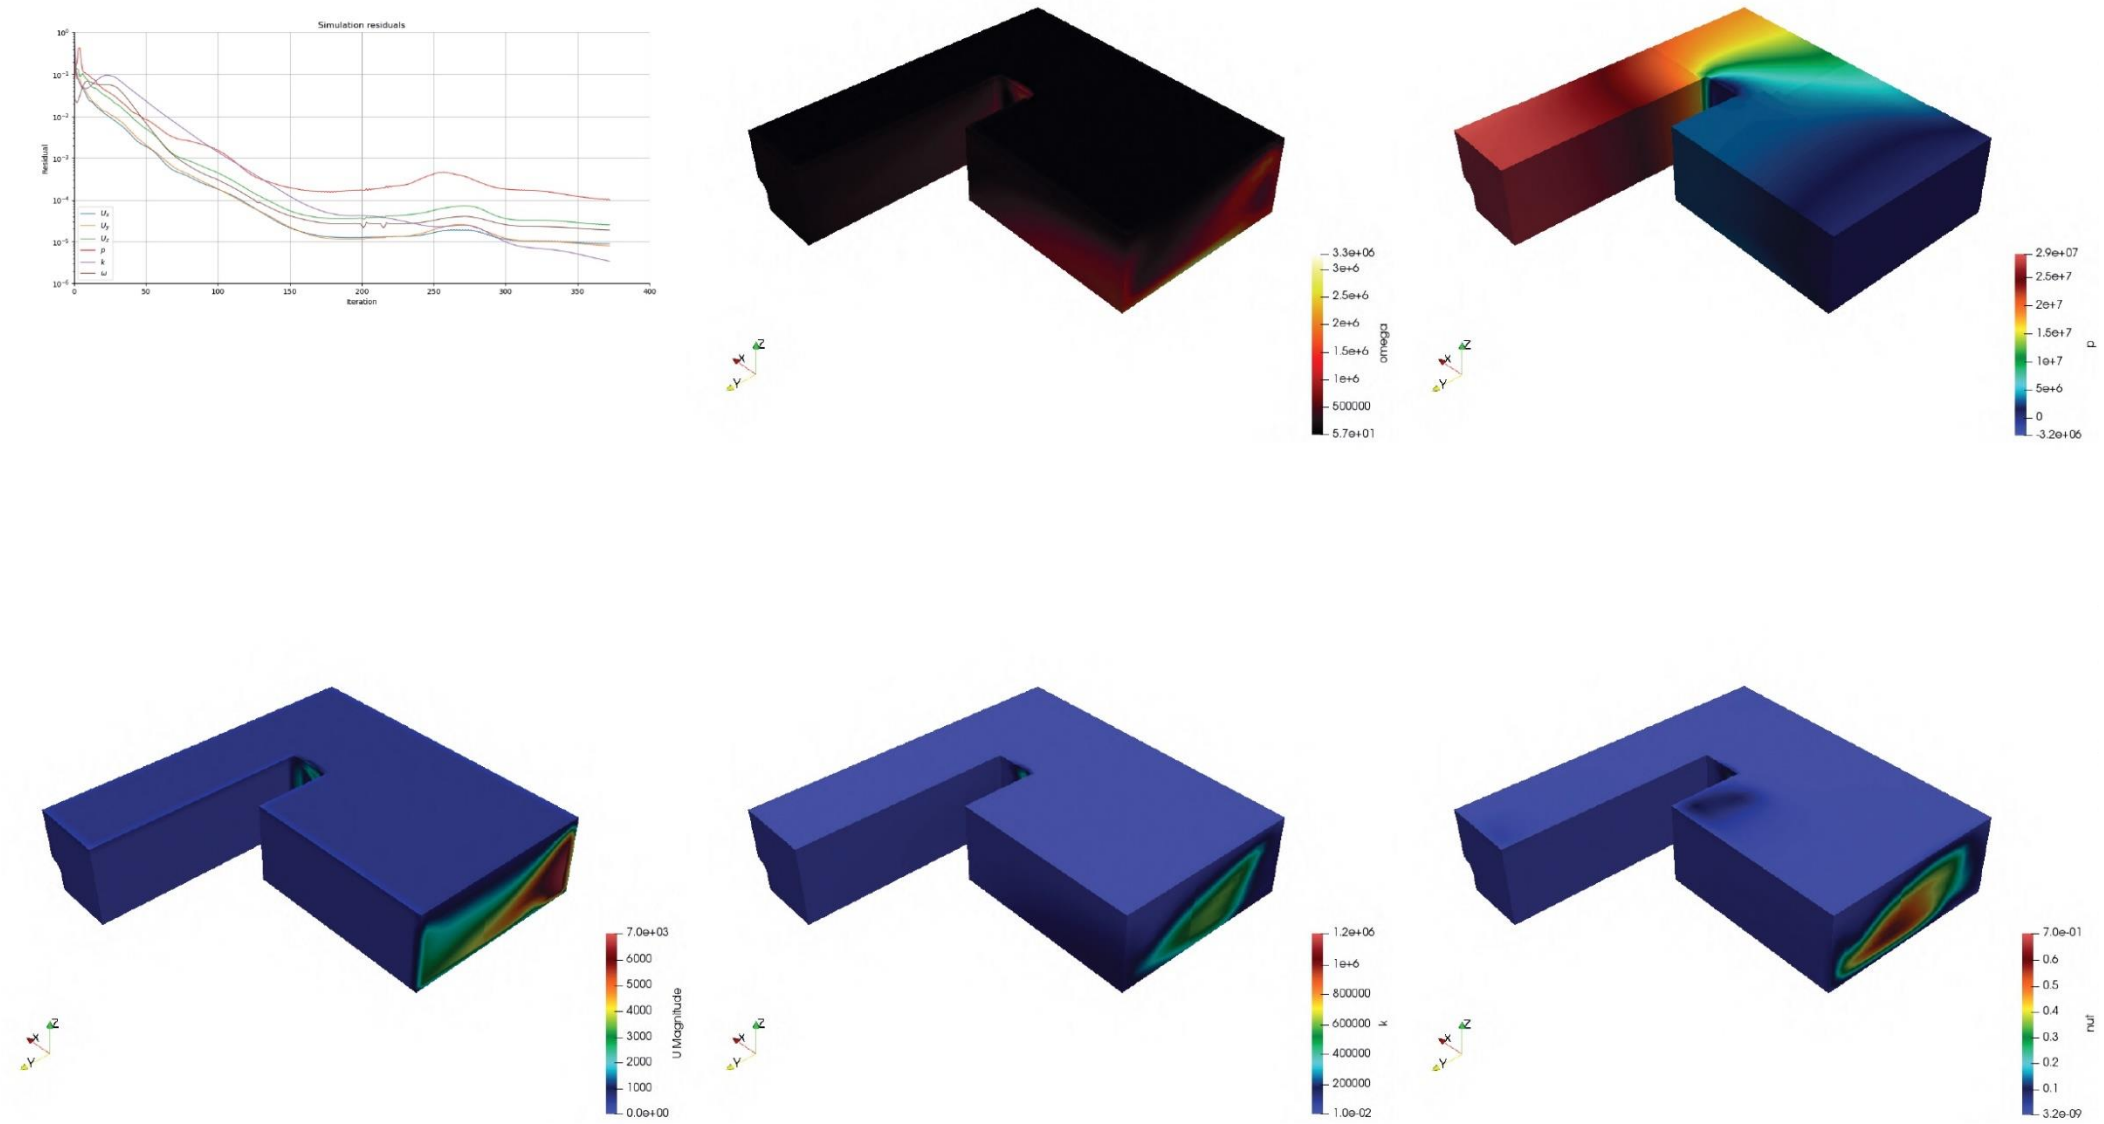 Simulation residuals
10⁰
10⁻¹
10⁻²
10⁻³
10⁻⁴
10⁻⁵
10⁻⁶
Residual
Uₓ
Uᵧ
U_z
p
k
ω
0 50 100 150 200 250 300 350 400
Iteration
3.3e+06
3e+6
2.5e+6
2e+6
1.5e+6
1e+6
500000
5.7e+01
omega
Z
X
Y
2.9e+07
2.5e+7
2e+7
1.5e+7
1e+7
5e+6
0
-3.2e+06
p
Z
X
Y
7.0e+03
6000
5000
4000
3000
2000
1000
0.0e+00
U Magnitude
Z
X
Y
1.2e+06
1e+6
800000
600000
400000
200000
1.0e-02
k
Z
X
Y
7.0e-01
0.6
0.5
0.4
0.3
0.2
0.1
3.2e-09
nut
Z
X
Y